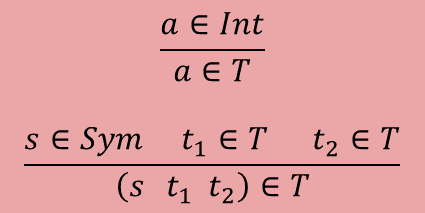 a ∈ Int
a ∈ T
s ∈ Sym t₁ ∈ T t₂ ∈ T
(s t₁ t₂) ∈ T